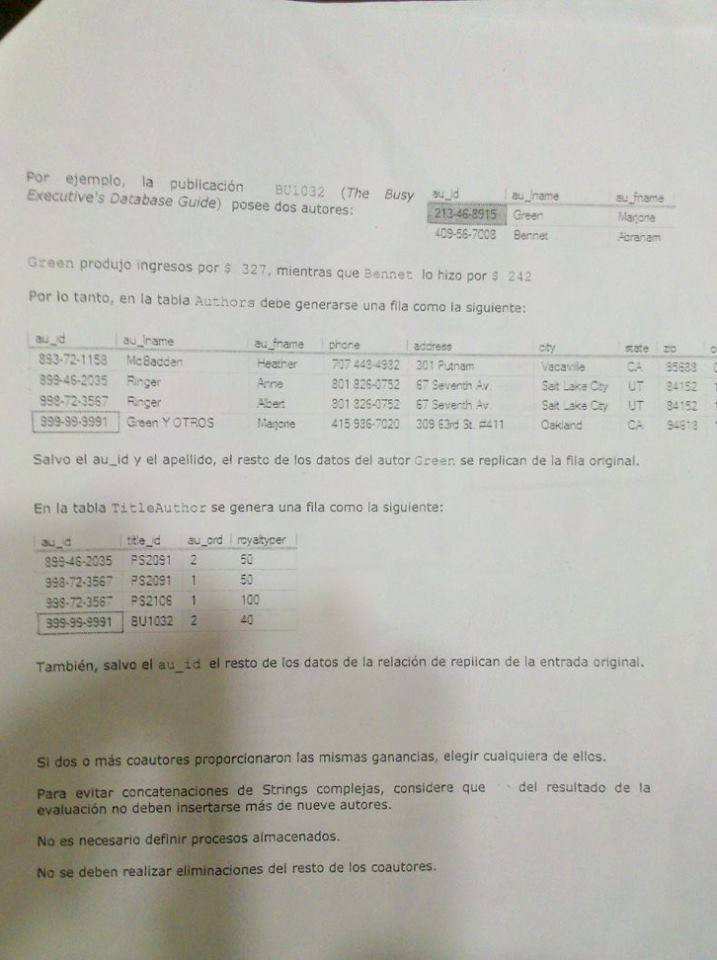 Por ejemplo, la publicación BU1032 (The Busy
Executive's Database Guide) posee dos autores:
au_id au_lname au_fname
213-46-8915 Green Marjorie
409-56-7008 Bennet Abraham
Green produjo ingresos por $ 327, mientras que Bennet lo hizo por $ 242
Por lo tanto, en la tabla Authors debe generarse una fila como la siguiente:
au_id au_lname au_fname phone address city state zip c
893-72-1158 McBadden Heather 707 448-4982 301 Putnam Vacaville CA 95688
899-46-2035 Ringer Anne 801 826-0752 67 Seventh Av. Salt Lake City UT 84152
998-72-3567 Ringer Albert 801 826-0752 67 Seventh Av. Salt Lake City UT 84152
999-99-9991 Green Y OTROS Marjorie 415 986-7020 309 63rd St. #411 Oakland CA 94618
Salvo el au_id y el apellido, el resto de los datos del autor Green se replican de la fila original.
En la tabla TitleAuthor se genera una fila como la siguiente:
au_id title_id au_ord royaltyper
899-46-2035 PS2091 2 50
998-72-3567 PS2091 1 50
998-72-3567 PS2106 1 100
999-99-9991 BU1032 2 40
También, salvo el au_id el resto de los datos de la relación de replican de la entrada original.
Si dos o más coautores proporcionaron las mismas ganancias, elegir cualquiera de ellos.
Para evitar concatenaciones de Strings complejas, considere que del resultado de la
evaluación no deben insertarse más de nueve autores.
No es necesario definir procesos almacenados.
No se deben realizar eliminaciones del resto de los coautores.